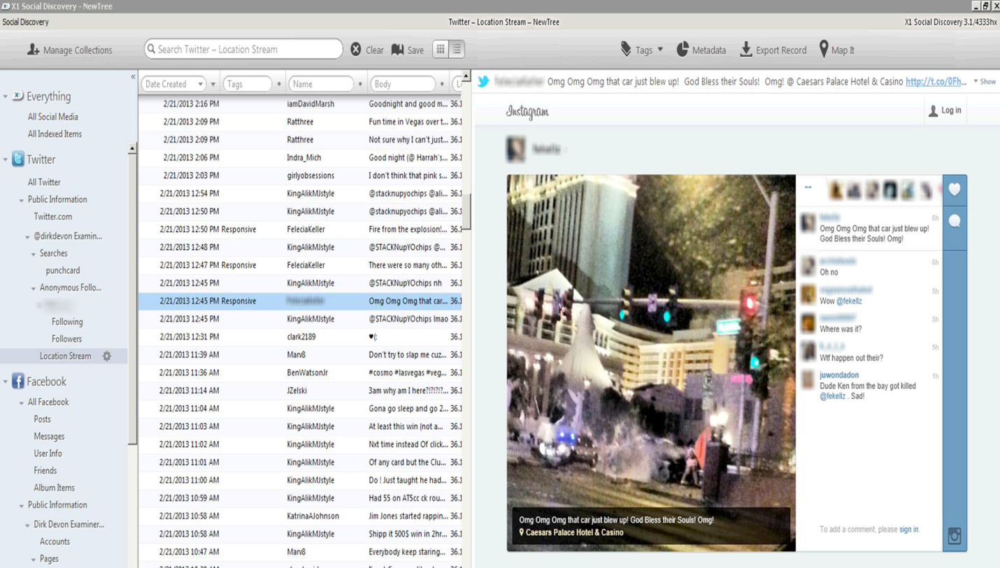 X1 Social Discovery - NewTree
Social Discovery
Twitter – Location Stream – NewTree
X1 Social Discovery 3.1/4333hx
Manage Collections
Search Twitter – Location Stream
Clear
Save
Tags
Metadata
Export Record
Map It
Everything
All Social Media
All Indexed Items
Twitter
All Twitter
Public Information
Twitter.com
@dirkdevon Examin...
Searches
punchcard
Anonymous Follo...
Following
Followers
Location Stream
Facebook
All Facebook
Posts
Messages
User Info
Friends
Album Items
Public Information
Dirk Devon Examiner...
Accounts
Pages
Date Created Tags Name Body
2/21/2013 2:16 PM iamDavidMarsh Goodnight and good m... 36.1
2/21/2013 2:09 PM Ratthree Fun time in Vegas over t... 36.1
2/21/2013 2:09 PM Ratthree Not sure why I can't just... 36.1
2/21/2013 2:06 PM Indra_Mich Good night (@ Harrah's... 36.1
2/21/2013 2:03 PM girlyobsessions I don't think that pink s... 36.1
2/21/2013 12:54 PM KingAlikMJstyle @stacknupyochips @ali... 36.1
2/21/2013 12:50 PM KingAlikMJstyle @stacknupyochips @ali... 36.1
2/21/2013 12:50 PM Responsive FeleciaKeller Fire from the explosion!... 36.1
2/21/2013 12:48 PM KingAlikMJstyle @STACKNupYOchips @... 36.1
2/21/2013 12:47 PM Responsive FeleciaKeller There were so many oth... 36.1
2/21/2013 12:45 PM KingAlikMJstyle @STACKNupYOchips nh 36.1
2/21/2013 12:45 PM Responsive Omg Omg Omg that car... 36.1
2/21/2013 12:45 PM KingAlikMJstyle @STACKNupYOchips lmao 36.1
2/21/2013 12:31 PM clark2189 ♥(: 36.1
2/21/2013 11:39 AM Marv8 Don't try to slap me cuz... 36.1
2/21/2013 11:36 AM BenWatsonJr #cosmo #lasvegas #veg... 36.1
2/21/2013 11:14 AM JZelski 3am why am I here?!?!?!?... 36.1
2/21/2013 11:04 AM KingAlikMJstyle Gona go sleep and go 2... 36.1
2/21/2013 11:03 AM KingAlikMJstyle At least this win (not a... 36.1
2/21/2013 11:02 AM KingAlikMJstyle Nxt time instead Of click... 36.1
2/21/2013 11:01 AM KingAlikMJstyle Of any card but the Clu... 36.1
2/21/2013 11:00 AM KingAlikMJstyle Do ! Just taught he had... 36.1
2/21/2013 10:59 AM KingAlikMJstyle Had 55 on AT5cc ck rou... 36.1
2/21/2013 10:58 AM KatrinaAJohnson Jim Jones started rappin... 36.1
2/21/2013 10:58 AM KingAlikMJstyle Shipp it 500$ win in 2hr... 36.1
2/21/2013 10:47 AM Marv8 Everybody keep staring... 36.1
Omg Omg Omg that car just blew up! God Bless their Souls! Omg! @ Caesars Palace Hotel & Casino http://t.co/0Fh... Show
Instagram
Log in
Omg Omg Omg that car just blew up! God Bless their Souls! Omg!
Caesars Palace Hotel & Casino
6h
Omg Omg Omg that car just blew up!
God Bless their Souls! Omg!
6h
Oh no
5h
Wow @fekellz
5h
Where was it?
5h
Wtf happen out their?
juwondadon 1h
Dude Ken from the bay got killed
@fekellz . Sad!
To add a comment, please sign in.